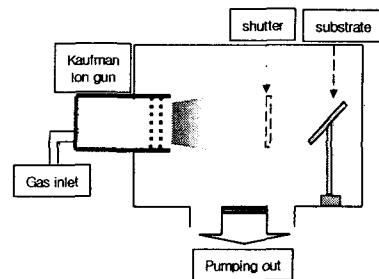 shutter
substrate
Kaufman
Ion gun
Gas inlet
Pumping out